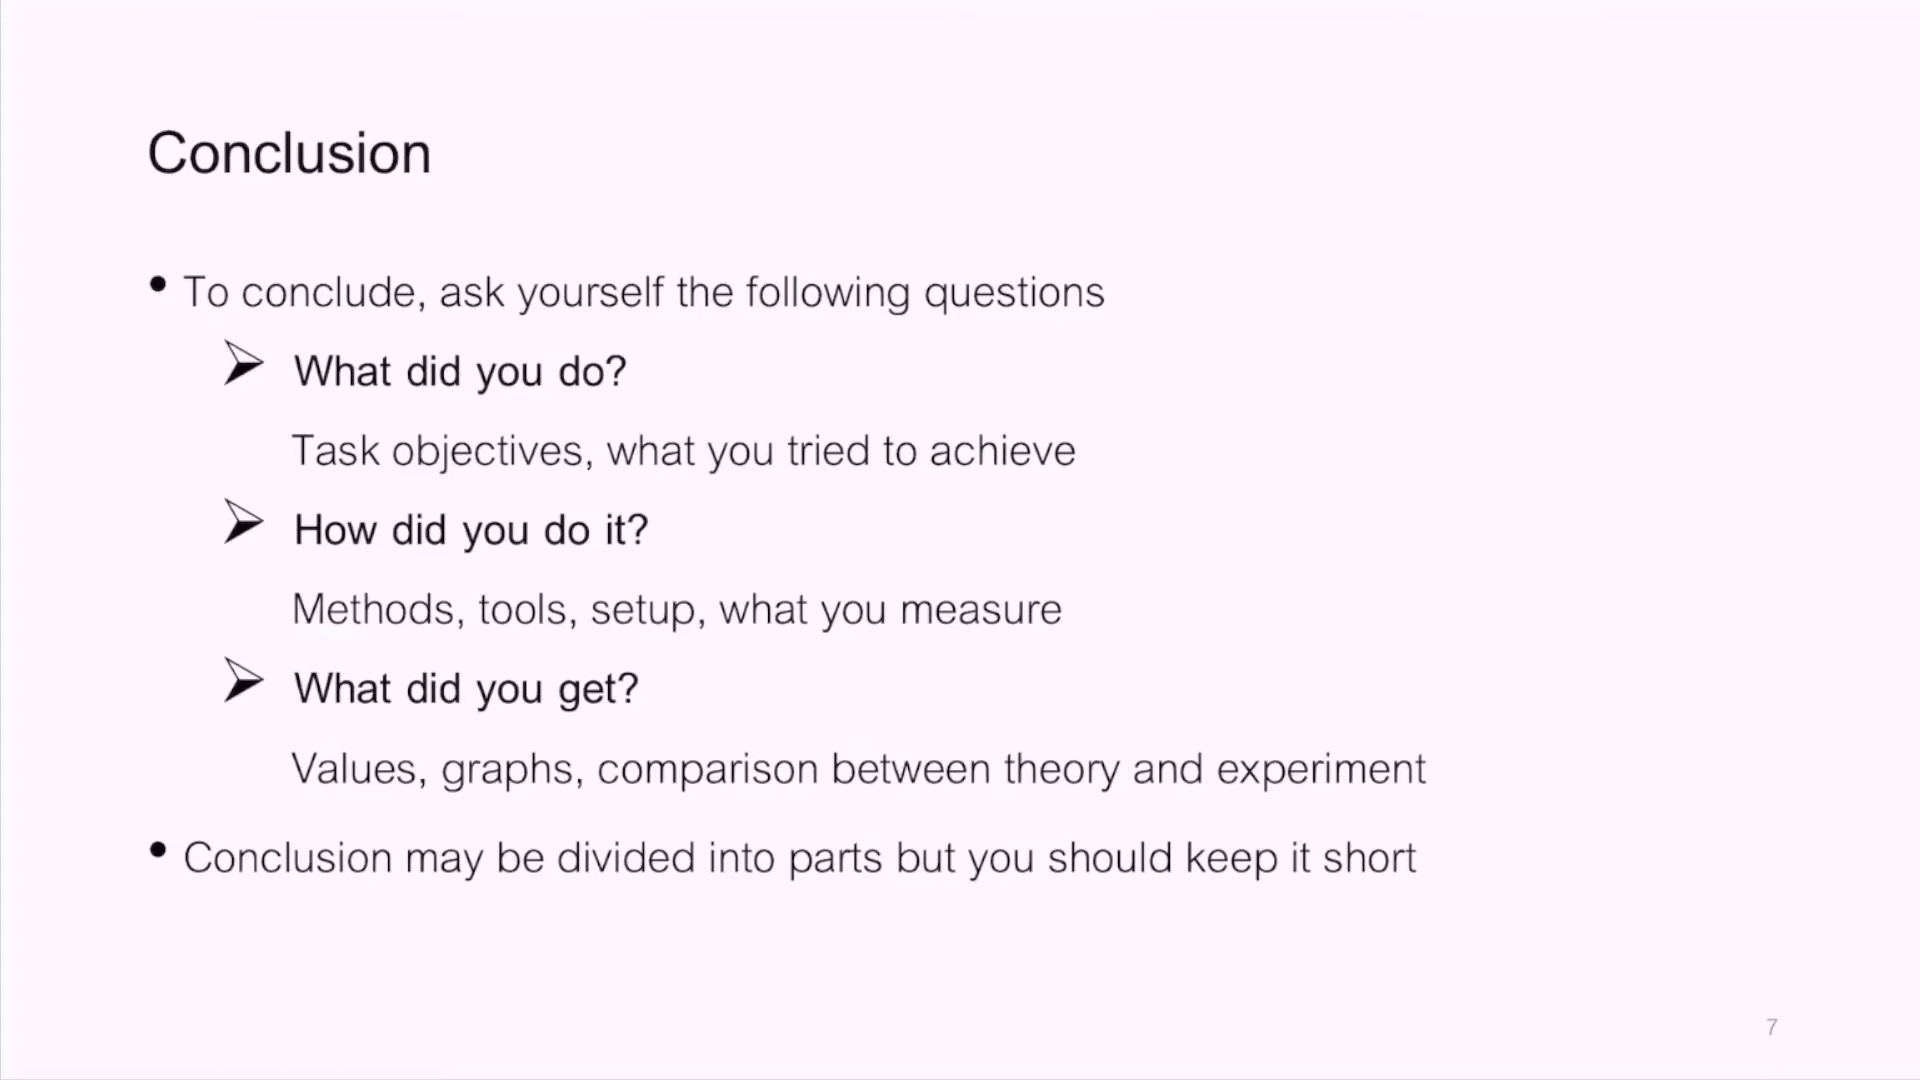 Conclusion
• To conclude, ask yourself the following questions
➢ What did you do?
Task objectives, what you tried to achieve
➢ How did you do it?
Methods, tools, setup, what you measure
➢ What did you get?
Values, graphs, comparison between theory and experiment
• Conclusion may be divided into parts but you should keep it short
7